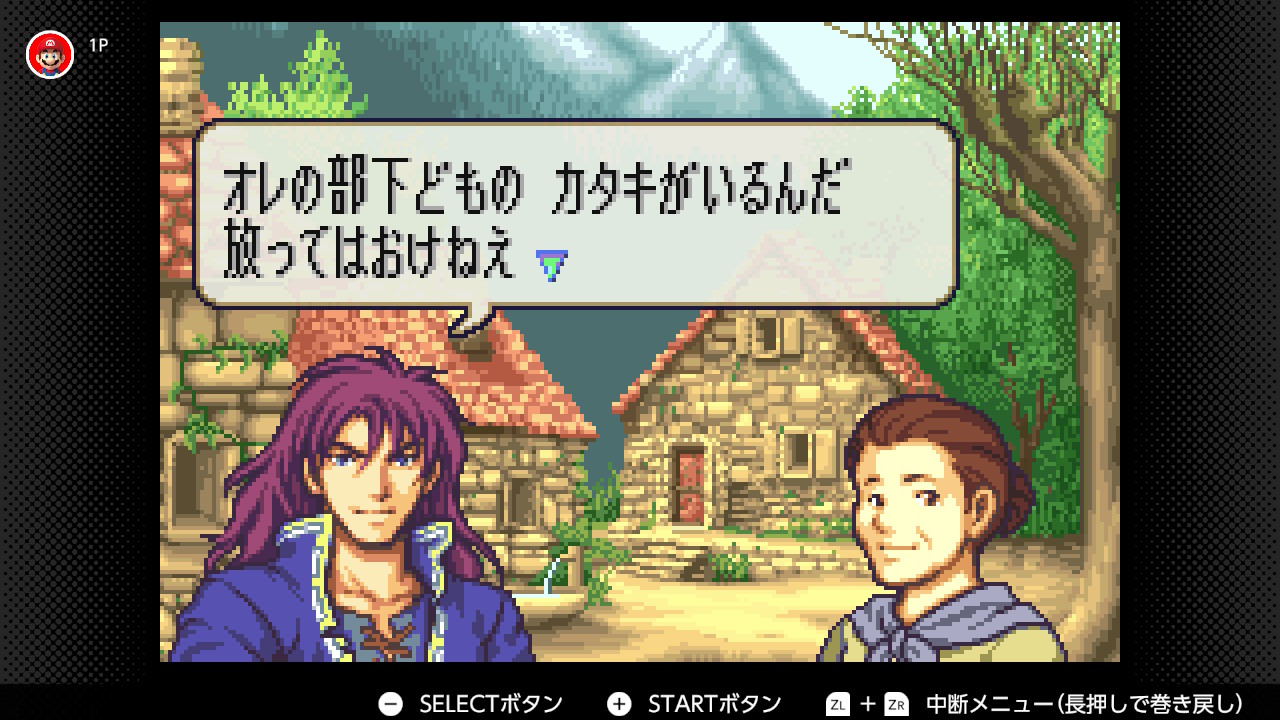 1P
オレの部下どもの カタキがいるんだ
放ってはおけねえ
SELECTボタン STARTボタン ZL + ZR 中断メニュー(長押しで巻き戻し)